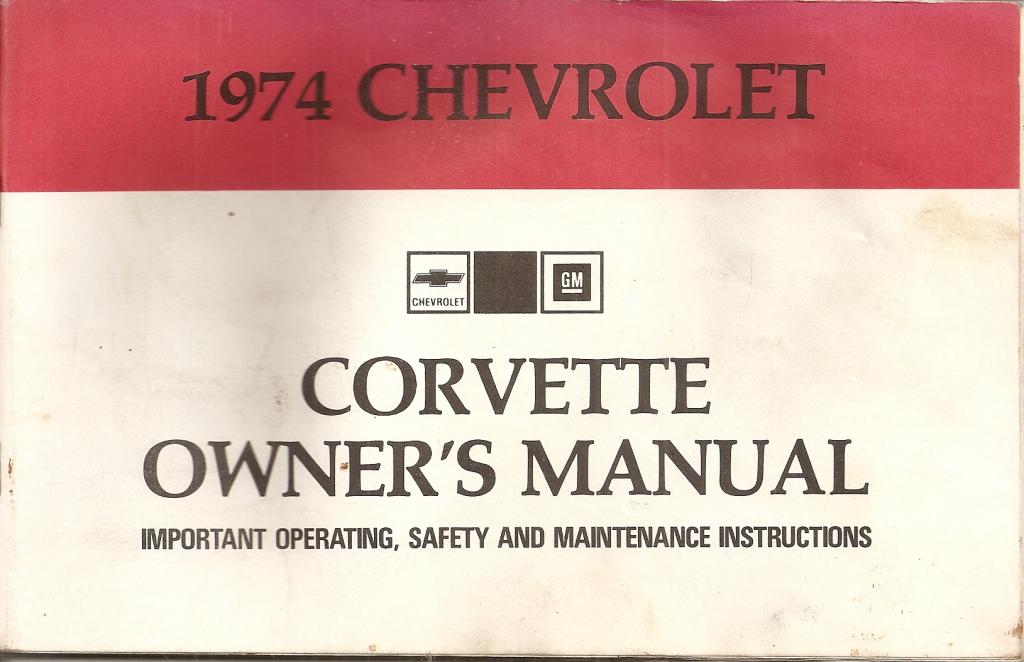 1974 CHEVROLET
CHEVROLET
GM
CORVETTE
OWNER'S MANUAL
IMPORTANT OPERATING, SAFETY AND MAINTENANCE INSTRUCTIONS